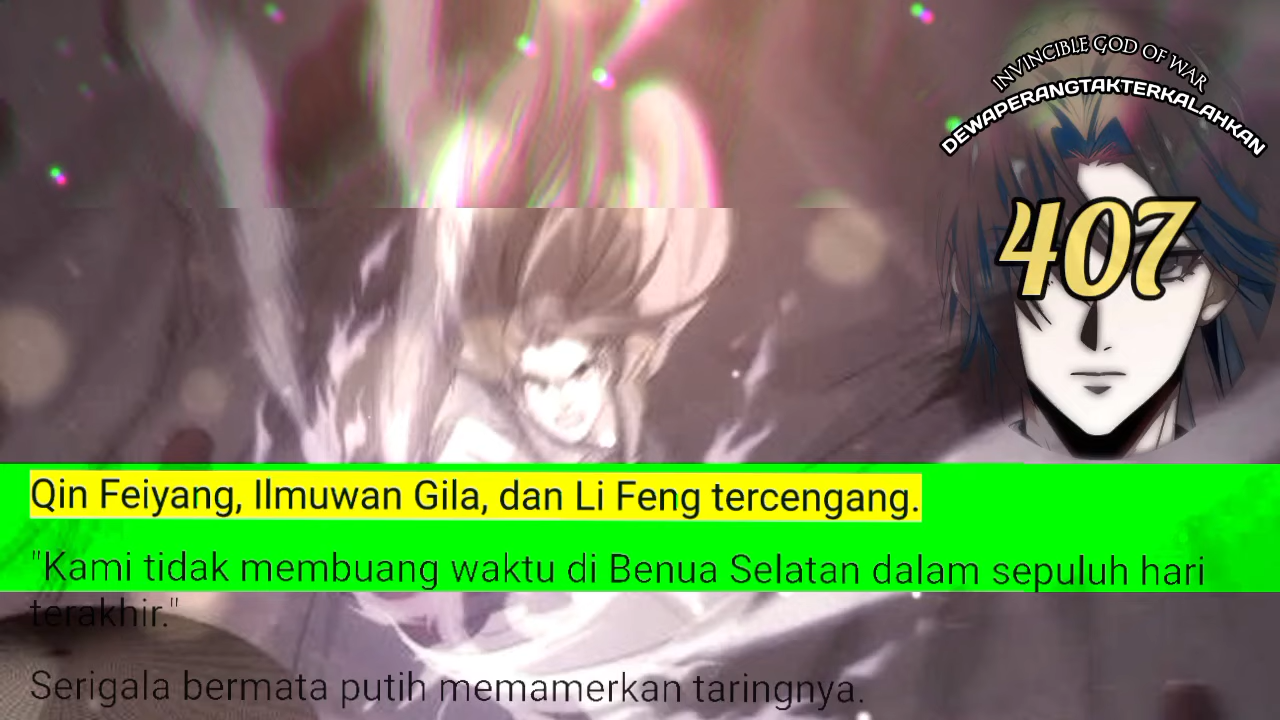 INVINCIBLE GOD OF WAR
DEWAPERANGTAKTERKALAHKAN
407
Qin Feiyang, Ilmuwan Gila, dan Li Feng tercengang.
"Kami tidak membuang waktu di Benua Selatan dalam sepuluh hari
terakhir."
Serigala bermata putih memamerkan taringnya.